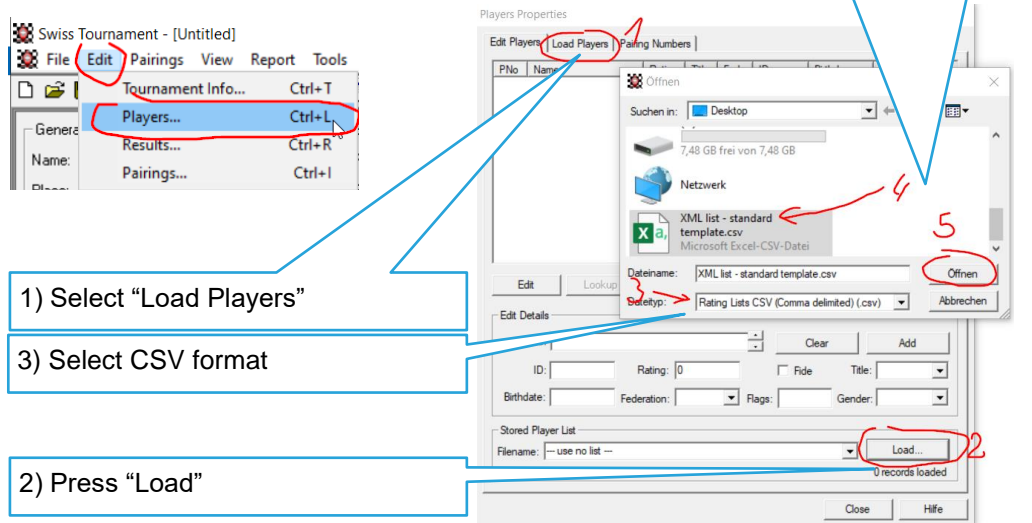 Swiss Tournament - [Untitled]
File Edit Pairings View Report Tools
Tournament Info... Ctrl+T
Players... Ctrl+L
Results... Ctrl+R
Pairings... Ctrl+I
Name:
Players Properties
1
Edit Players Load Players Pairing Numbers
PNo
Öffnen
Suchen in: Desktop
7,48 GB frei von 7,48 GB
Netzwerk
4
XML list - standard
template.csv
Microsoft Excel-CSV-Datei
5
Dateiname: XML list - standard template.csv Öffnen
3
Dateityp: Rating Lists CSV (Comma delimited) (.csv) Abbrechen
Edit Lookup
Edit Details
Clear Add
ID: Rating: 0 Fide Title:
Birthdate: Federation: Flags: Gender:
Stored Player List
Filename: --- use no list --- Load... 2
0 records loaded
Close Hilfe
1) Select “Load Players”
3) Select CSV format
2) Press “Load”